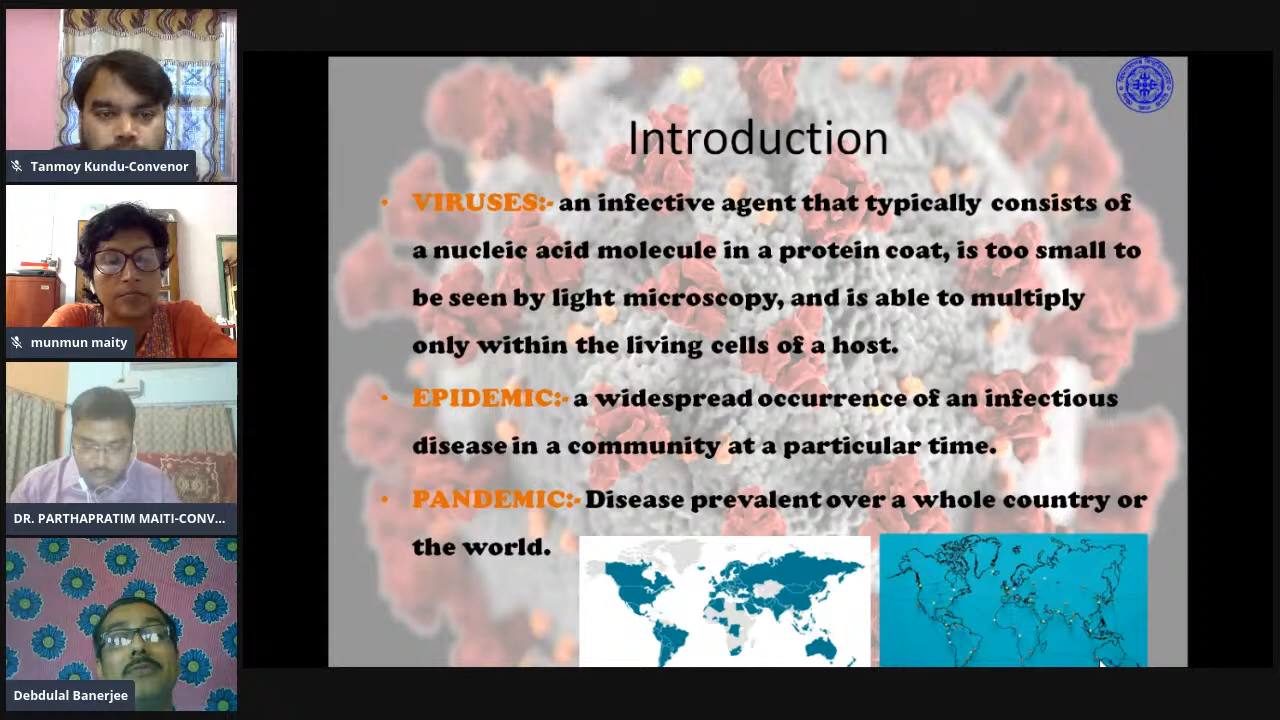 Tanmoy Kundu-Convenor
munmun maity
DR. PARTHAPRATIM MAITI-CONV...
Debdulal Banerjee
Introduction
• VIRUSES:- an infective agent that typically consists of
a nucleic acid molecule in a protein coat, is too small to
be seen by light microscopy, and is able to multiply
only within the living cells of a host.
• EPIDEMIC:- a widespread occurrence of an infectious
disease in a community at a particular time.
• PANDEMIC:- Disease prevalent over a whole country or
the world.